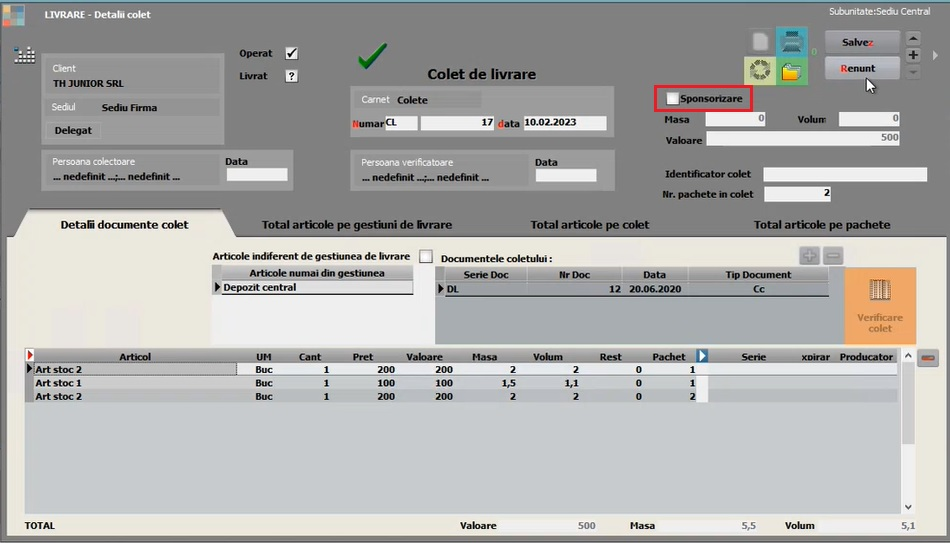 LIVRARE - Detalii colet
Subunitate:Sediu Central
Operat
Livrat ?
Client
TH JUNIOR SRL
Sediul Sediu Firma
Delegat
Colet de livrare
Carnet Colete
Numar CL 17 data 10.02.2023
0
Salvez
Renunt
Sponsorizare
Masa 0 Volum 0
Valoare 500
Persoana colectoare Data
... nedefinit ...;... nedefinit ...
Persoana verificatoare Data
... nedefinit ...;... nedefinit ...
Identificator colet
Nr. pachete in colet 2
Detalii documente colet Total articole pe gestiuni de livrare Total articole pe colet Total articole pe pachete
Articole indiferent de gestiunea de livrare
Articole numai din gestiunea
Depozit central
Documentele coletului :
Serie Doc Nr Doc Data Tip Document
DL 12 20.06.2020 Cc
Verificare
colet
Articol UM Cant Pret Valoare Masa Volum Rest Pachet Serie xpirar Producator
Art stoc 2 Buc 1 200 200 2 2 0 1
Art stoc 1 Buc 1 100 100 1,5 1,1 0 1
Art stoc 2 Buc 1 200 200 2 2 0 2
TOTAL Valoare 500 Masa 5,5 Volum 5,1